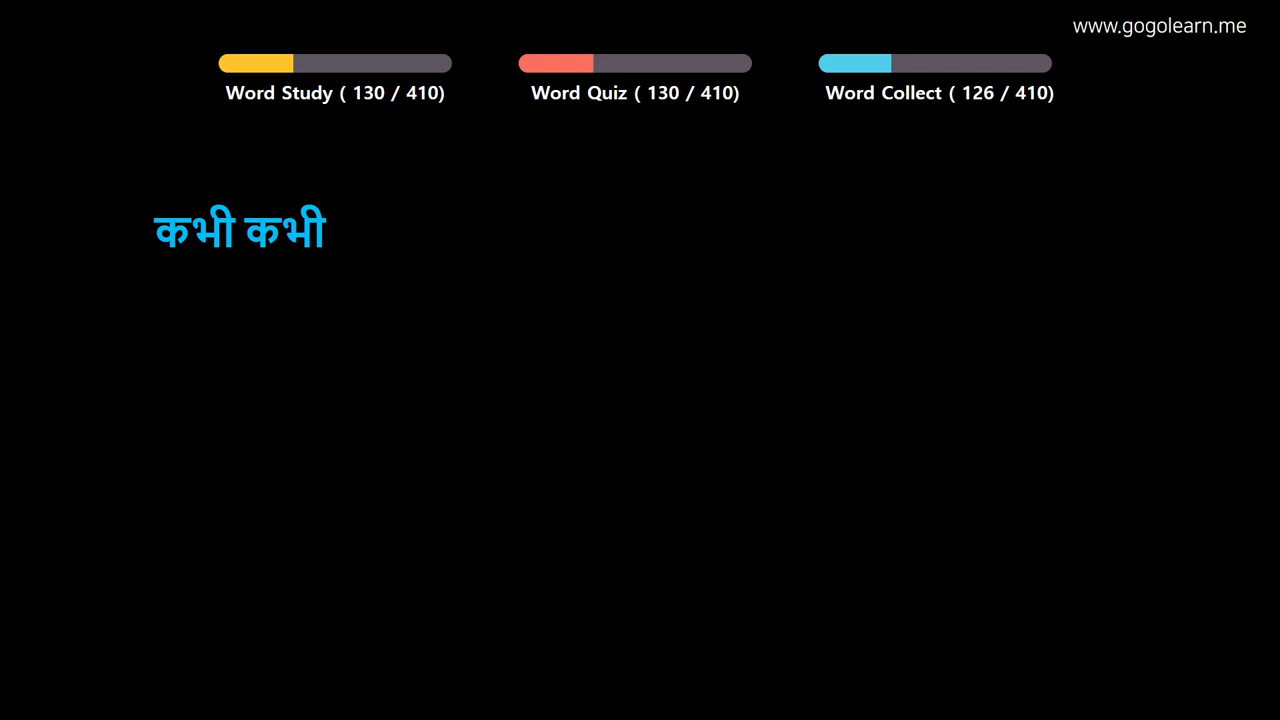 www.gogolearn.me
Word Study ( 130 / 410)
Word Quiz ( 130 / 410)
Word Collect ( 126 / 410)
कभी कभी